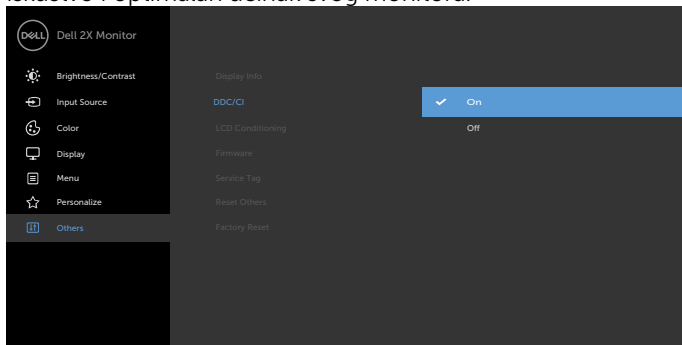 DELL
Dell 2X Monitor
Brightness/Contrast
Display Info
Input Source
DDC/CI
On
Color
LCD Conditioning
Off
Display
Firmware
Menu
Service Tag
Personalize
Reset Others
Others
Factory Reset